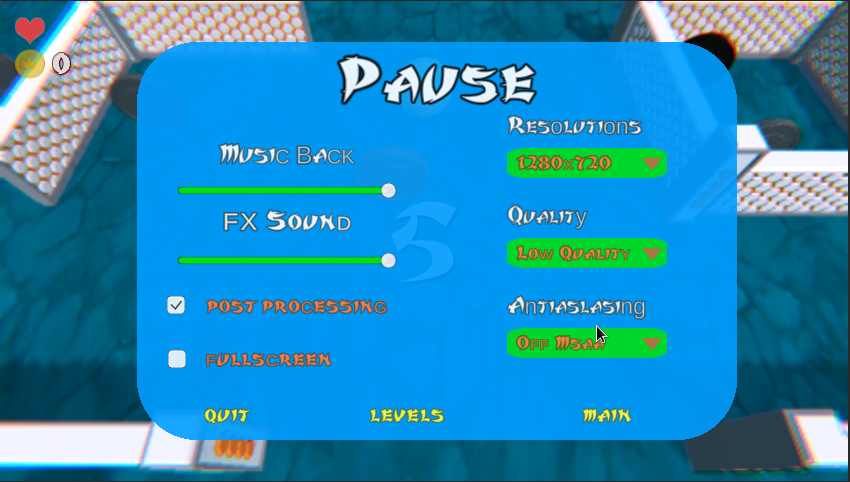 0
Pause
Music Back
FX Sound
Post Processing
Fullscreen
Resolutions
1280x720
Quality
Low Quality
Antiaslasing
Off Msaa
Quit
Levels
Main